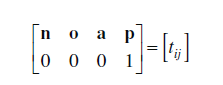 n o a p
0 0 0 1 = [t_ij]